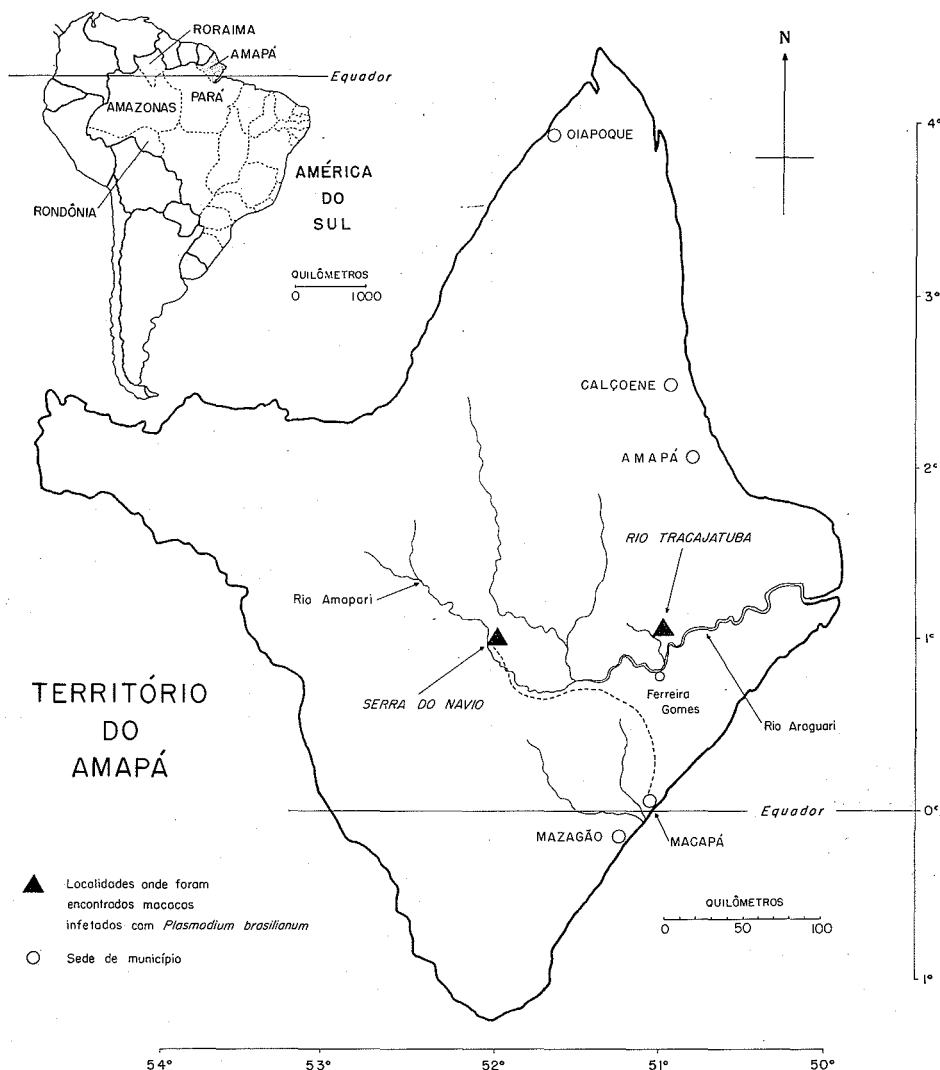 RORAIMA
AMAPÁ
Equador
AMAZONAS
PARÁ
RONDÔNIA
AMÉRICA
DO
SUL
QUILÔMETROS
0 1000
N
OIAPOQUE
4°
3°
CALÇOENE
AMAPÁ
2°
RIO TRACAJATUBA
Rio Amapari
1°
SERRA DO NAVIO
Ferreira
Gomes
Rio Araguari
TERRITÓRIO
DO
AMAPÁ
Equador
0°
MAZAGÃO
MACAPÁ
Localidades onde foram
encontrados macacos
infetados com Plasmodium brasilianum
Sede de município
QUILÔMETROS
0 50 100
1°
54° 53° 52° 51° 50°